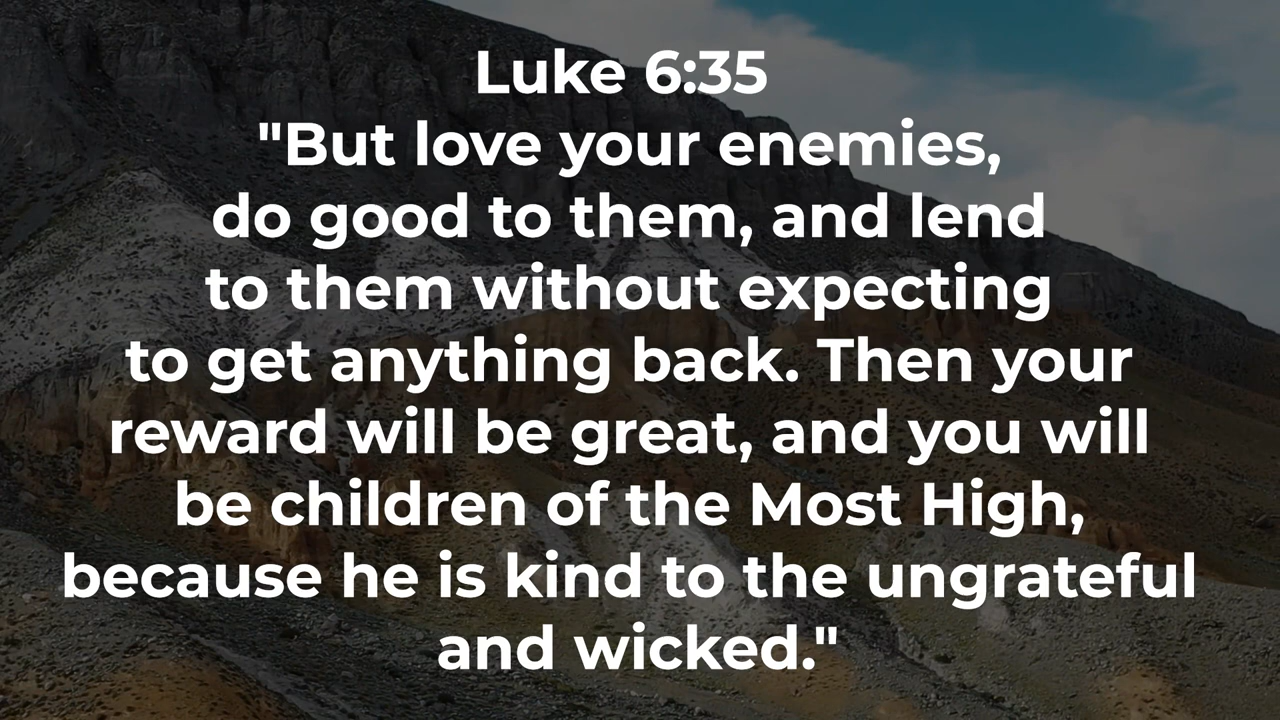 Luke 6:35
"But love your enemies,
do good to them, and lend
to them without expecting
to get anything back. Then your
reward will be great, and you will
be children of the Most High,
because he is kind to the ungrateful
and wicked."